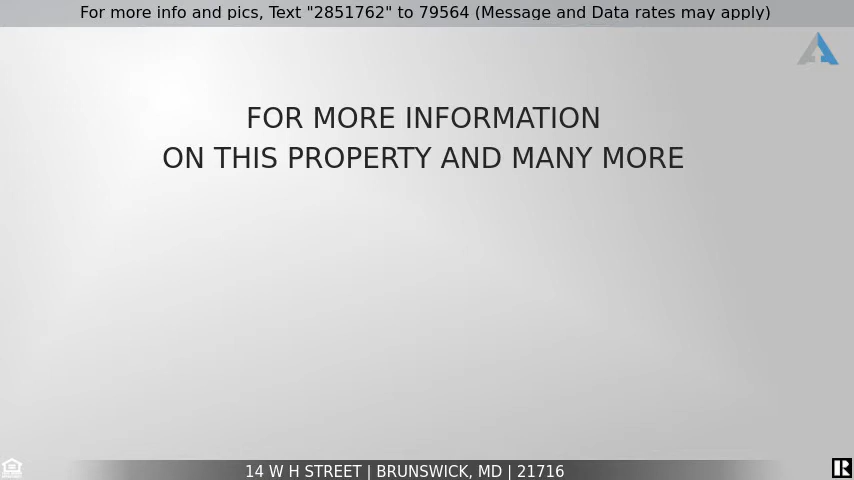 For more info and pics, Text "2851762" to 79564 (Message and Data rates may apply)
FOR MORE INFORMATION
ON THIS PROPERTY AND MANY MORE
14 W H STREET | BRUNSWICK, MD | 21716